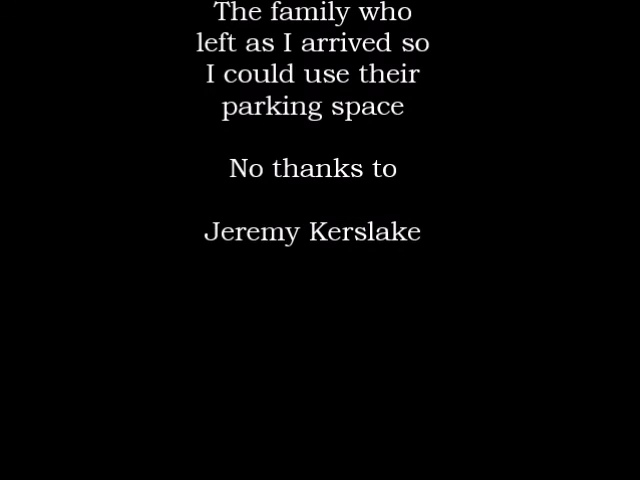 The family who
left as I arrived so
I could use their
parking space
No thanks to
Jeremy Kerslake